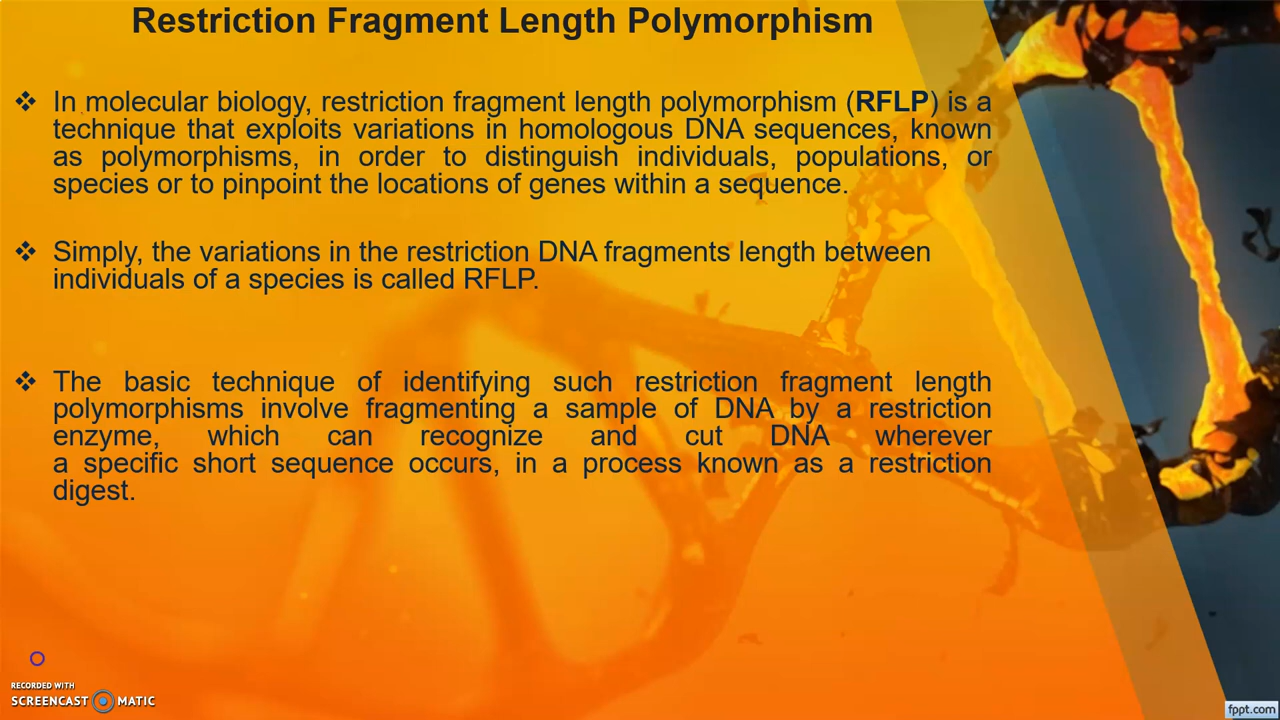 Restriction Fragment Length Polymorphism
❖ In molecular biology, restriction fragment length polymorphism (RFLP) is a
technique that exploits variations in homologous DNA sequences, known
as polymorphisms, in order to distinguish individuals, populations, or
species or to pinpoint the locations of genes within a sequence.
❖ Simply, the variations in the restriction DNA fragments length between
individuals of a species is called RFLP.
❖ The basic technique of identifying such restriction fragment length
polymorphisms involve fragmenting a sample of DNA by a restriction
enzyme, which can recognize and cut DNA wherever
a specific short sequence occurs, in a process known as a restriction
digest.
RECORDED WITH
SCREENCAST MATIC
fppt.com